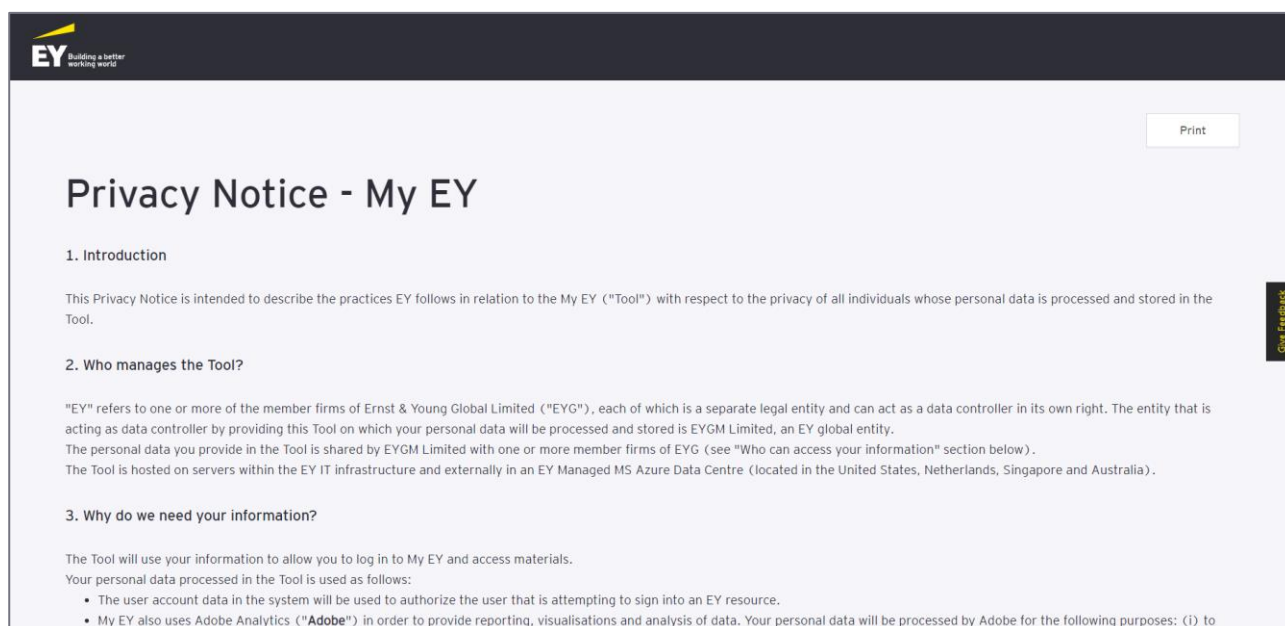 EY
Building a better
working world
Print
Privacy Notice - My EY
1. Introduction
This Privacy Notice is intended to describe the practices EY follows in relation to the My EY ("Tool") with respect to the privacy of all individuals whose personal data is processed and stored in the
Tool.
Give Feedback
2. Who manages the Tool?
"EY" refers to one or more of the member firms of Ernst & Young Global Limited ("EYG"), each of which is a separate legal entity and can act as a data controller in its own right. The entity that is
acting as data controller by providing this Tool on which your personal data will be processed and stored is EYGM Limited, an EY global entity.
The personal data you provide in the Tool is shared by EYGM Limited with one or more member firms of EYG (see "Who can access your information" section below).
The Tool is hosted on servers within the EY IT infrastructure and externally in an EY Managed MS Azure Data Centre (located in the United States, Netherlands, Singapore and Australia).
3. Why do we need your information?
The Tool will use your information to allow you to log in to My EY and access materials.
Your personal data processed in the Tool is used as follows:
• The user account data in the system will be used to authorize the user that is attempting to sign into an EY resource.
• My EY also uses Adobe Analytics ("Adobe") in order to provide reporting, visualisations and analysis of data. Your personal data will be processed by Adobe for the following purposes: (i) to